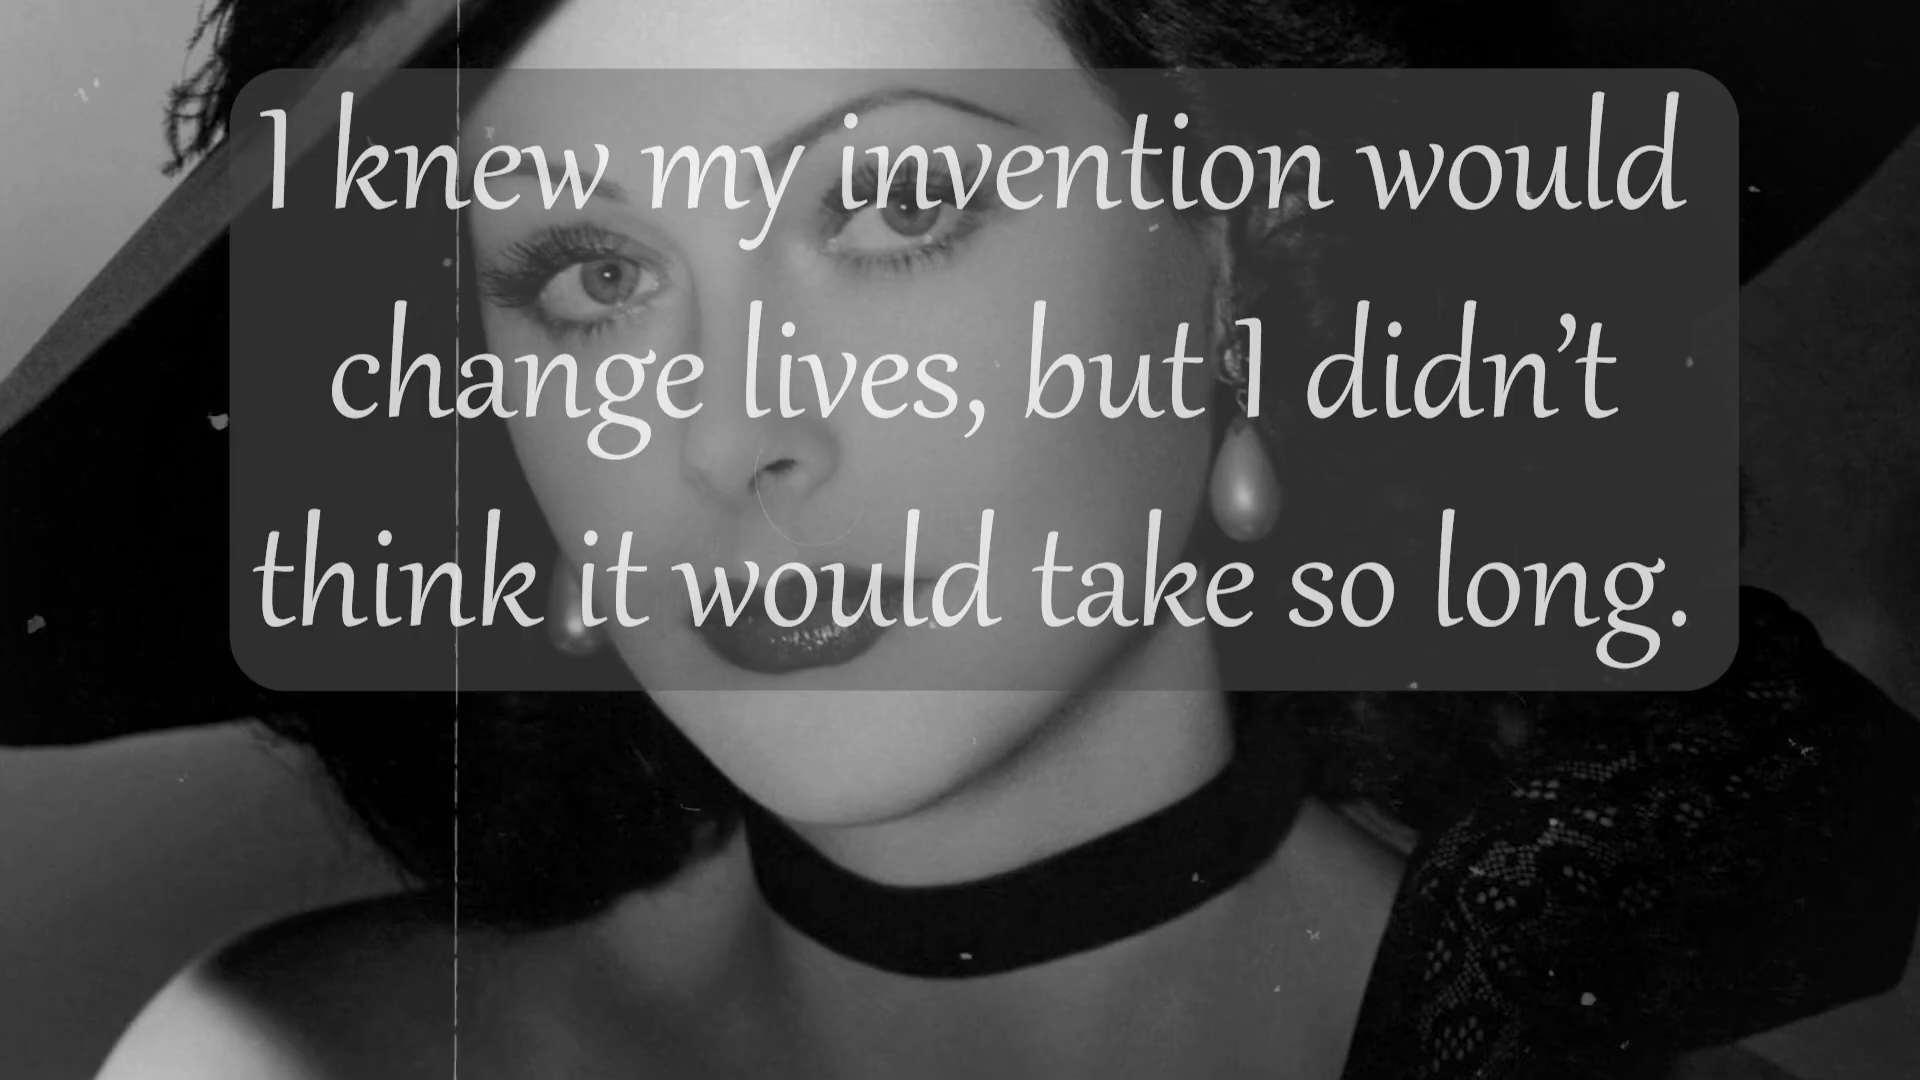 I knew my invention would
change lives, but I didn’t
think it would take so long.